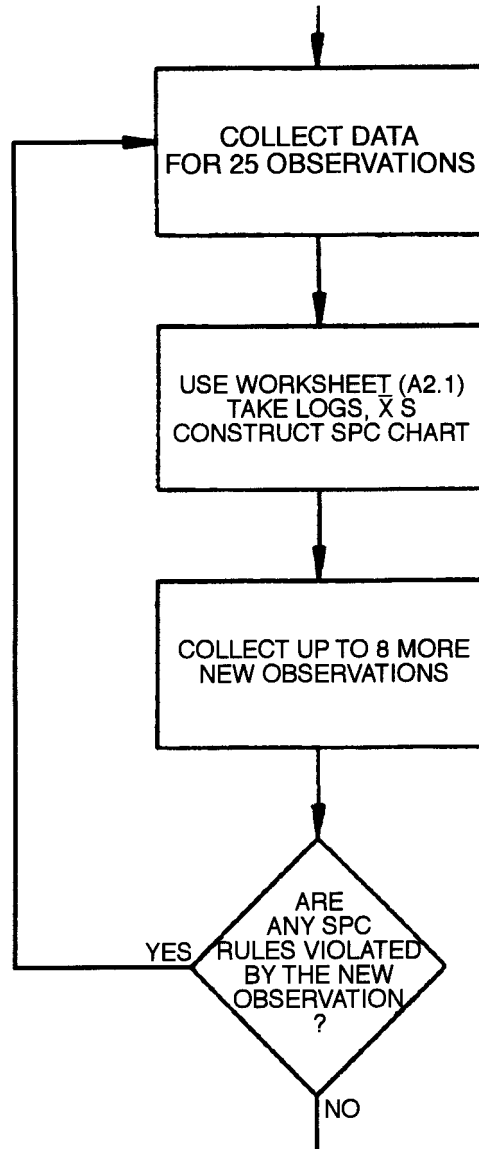 COLLECT DATA
FOR 25 OBSERVATIONS
USE WORKSHEET (A2.1)
TAKE LOGS, X̄ S
CONSTRUCT SPC CHART
COLLECT UP TO 8 MORE
NEW OBSERVATIONS
ARE
ANY SPC
YES RULES VIOLATED
BY THE NEW
OBSERVATION
?
NO